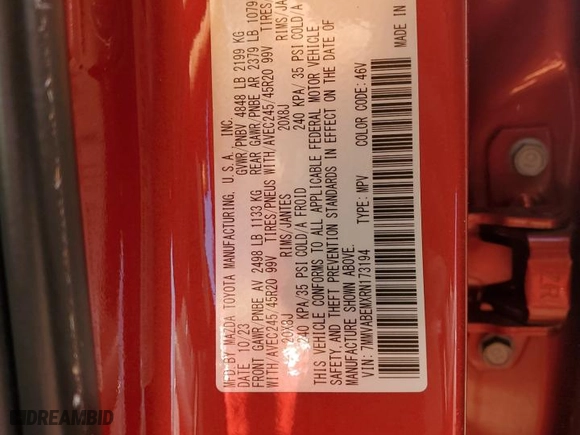 MFD BY MAZDA TOYOTA MANUFACTURING, U.S.A. INC.
DATE 10/23 GVWR/PNBV 4848 LB 2199 KG
FRONT GAWR/PNBE AV 2498 LB 1133 KG REAR GAWR/PNBE AR 2379 LB 1079
WITH/AVEC245/45R20 99V TIRES/PNEUS WITH/AVEC245/45R20 99V TIRES
20X8J RIMS/JANTES 20X8J RIMS/JA
240 KPA/35 PSI COLD/A FROID 240 KPA/ 35 PSI COLD/A
THIS VEHICLE CONFORMS TO ALL APPLICABLE FEDERAL MOTOR VEHICLE
SAFETY AND THEFT PREVENTION STANDARDS IN EFFECT ON THE DATE OF
MANUFACTURE SHOWN ABOVE.
VIN: 7MMVABEMXRN173194 TYPE: MPV COLOR CODE: 46V
MADE IN
BIDREAMBID